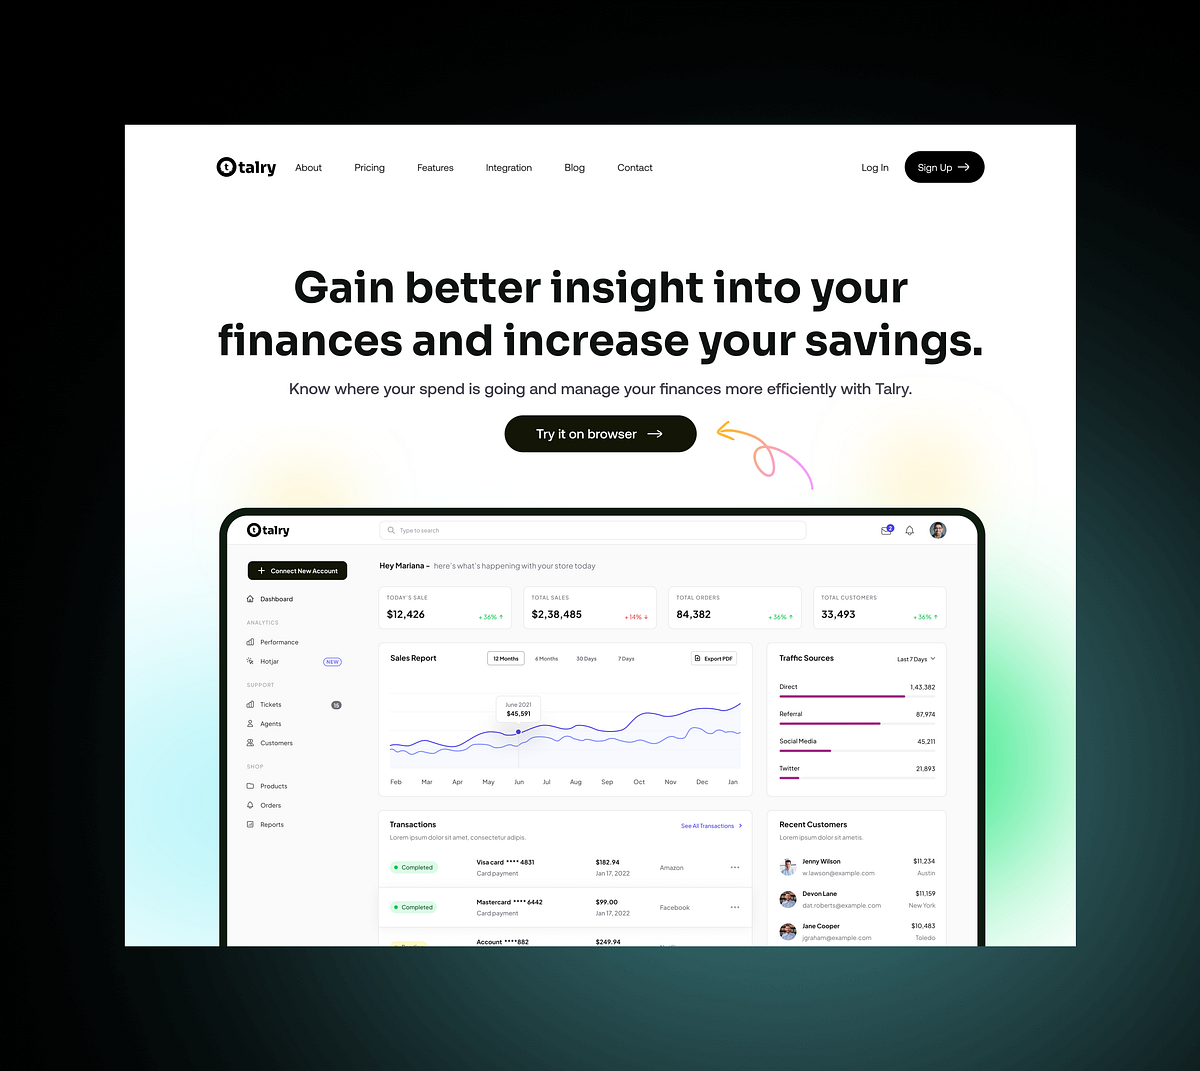 talry About Pricing Features Integration Blog Contact Log In Sign Up
Gain better insight into your
finances and increase your savings.
Know where your spend is going and manage your finances more efficiently with Talry.
Try it on browser
talry Type to search 2
Connect New Account
Dashboard
ANALYTICS
Performance
Hotjar NEW
SUPPORT
Tickets 15
Agents
Customers
SHOP
Products
Orders
Reports
Hey Mariana - here's what's happening with your store today
TODAY'S SALE
$12,426 +36%
TOTAL SALES
$2,38,485 +14%
TOTAL ORDERS
84,382 +36%
TOTAL CUSTOMERS
33,493 +36%
Sales Report 12 Months 6 Months 30 Days 7 Days Export PDF
June 2021
$45,591
Feb Mar Apr May Jun Jul Aug Sep Oct Nov Dec Jan
Traffic Sources Last 7 Days
Direct 1,43,382
Referral 87,974
Social Media 45,211
Twitter 21,893
Transactions See All Transactions
Lorem ipsum dolor sit amet, consectetur adipis.
Completed Visa card **** 4831 $182.94 Amazon
Card payment Jan 17, 2022
Completed Mastercard **** 6442 $99.00 Facebook
Card payment Jan 17, 2022
Account ****882 $249.94
Recent Customers
Lorem ipsum dolor sit ametis.
Jenny Wilson $11,234
w.lawson@example.com Austin
Devon Lane $11,159
dat.roberts@example.com New York
Jane Cooper $10,483
jgraham@example.com Toledo